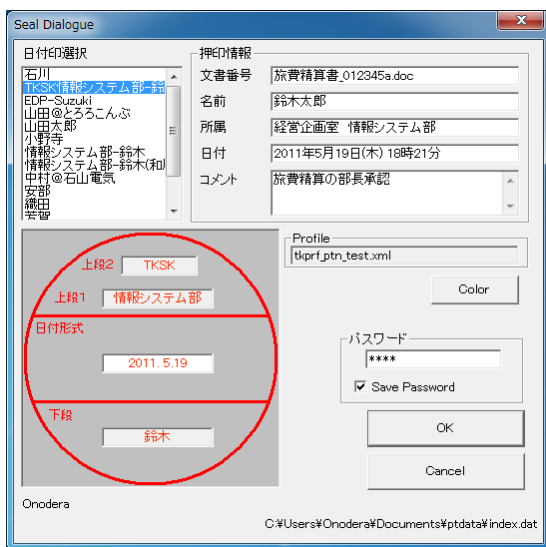 Seal Dialogue
日付印選択
石川
TKSK情報システム部-鈴
EDP-Suzuki
山田@とろろこんぶ
山田太郎
小野寺
情報システム部-鈴木
情報システム部-鈴木(和)
中村@石山電気
安部
織田
芳賀
押印情報
文書番号 旅費精算書_012345a.doc
名前 鈴木太郎
所属 経営企画室 情報システム部
日付 2011年5月19日(木) 18時21分
コメント 旅費精算の部長承認
上段2 TKSK
上段1 情報システム部
日付形式
2011. 5.19
下段
鈴木
Profile
tkprf_ptn_test.xml
Color
パスワード
****
Save Password
OK
Cancel
Onodera
C:¥Users¥Onodera¥Documents¥ptdata¥index.dat